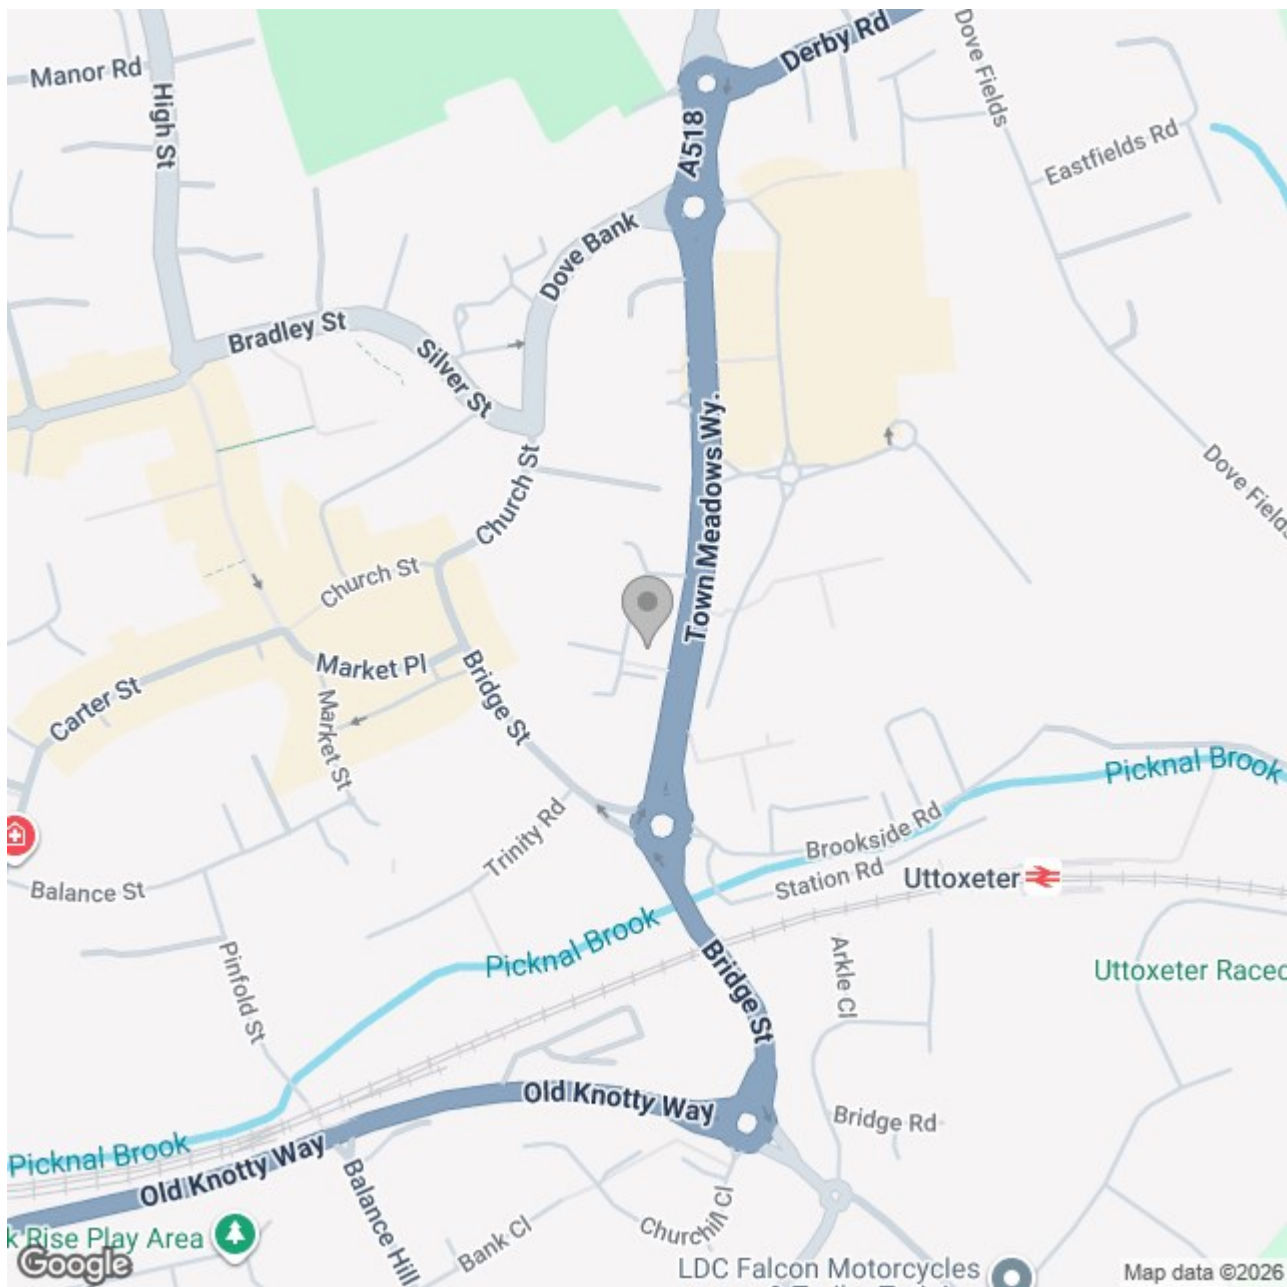 Manor Rd
High St
Derby Rd
Dove Fields
A518
Eastfields Rd
Dove Bank
Bradley St
Silver St
Town Meadows Wy.
Church St
Dove Fields
Church St
Market Pl
Bridge St
Carter St
Market St
Picknal Brook
Trinity Rd
Brookside Rd
Station Rd
Uttoxeter
Balance St
Picknal Brook
Pinfold St
Bridge St
Arkle Cl
Uttoxeter Racec
Old Knotty Way
Bridge Rd
Picknal Brook
Old Knotty Way
Balance Hill
Churchill Cl
k Rise Play Area
Bank Cl
LDC Falcon Motorcycles
Google
Map data ©2026